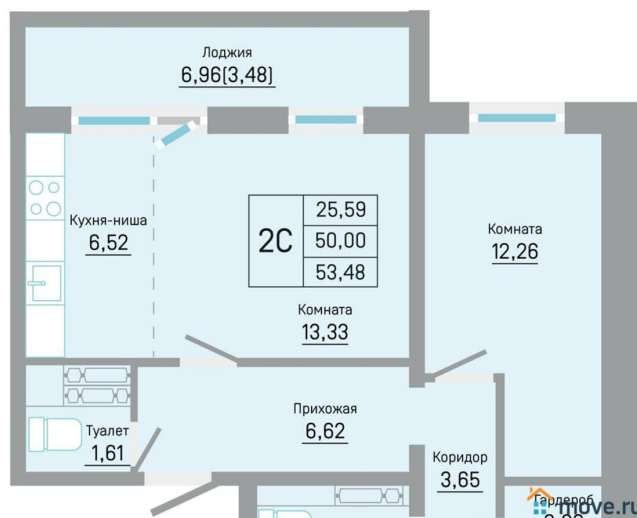 Лоджия
6,96(3,48)
Кухня-ниша
6,52
2С
25,59
50,00
53,48
Комната
13,33
Комната
12,26
Прихожая
6,62
Туалет
1,61
Коридор
3,65
Гардероб
move.ru